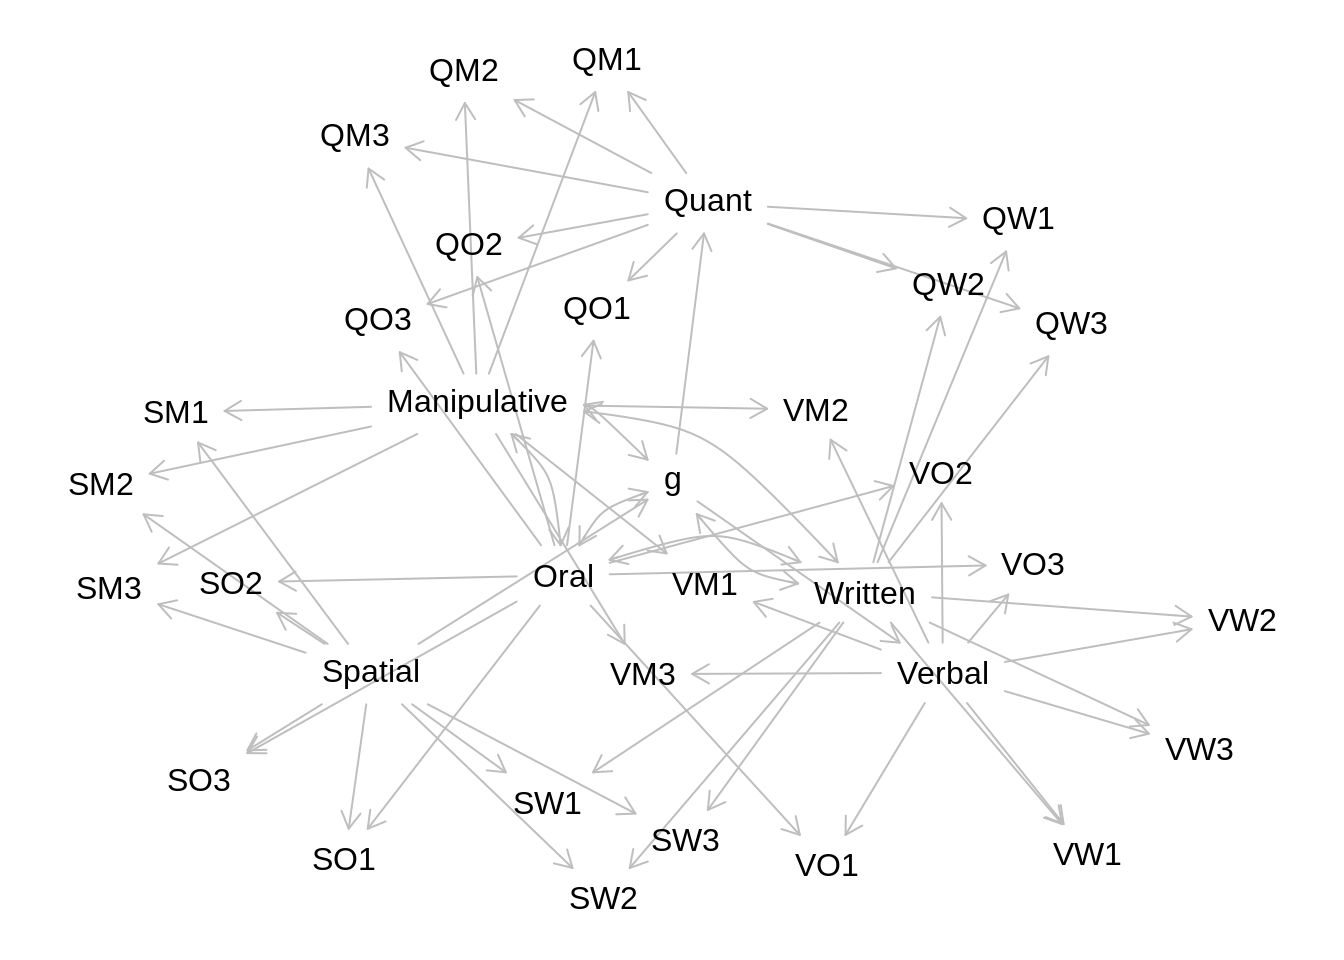 QM1
QM2
QM3
Quant
QW1
QO2
QW2
QO1
QO3
QW3
Manipulative
SM1
VM2
VO2
g
SM2
VO3
Oral
SO2
VM1
SM3
Written
VW2
Spatial
VM3
Verbal
VW3
SO3
SW1
SW3
VW1
SO1
VO1
SW2